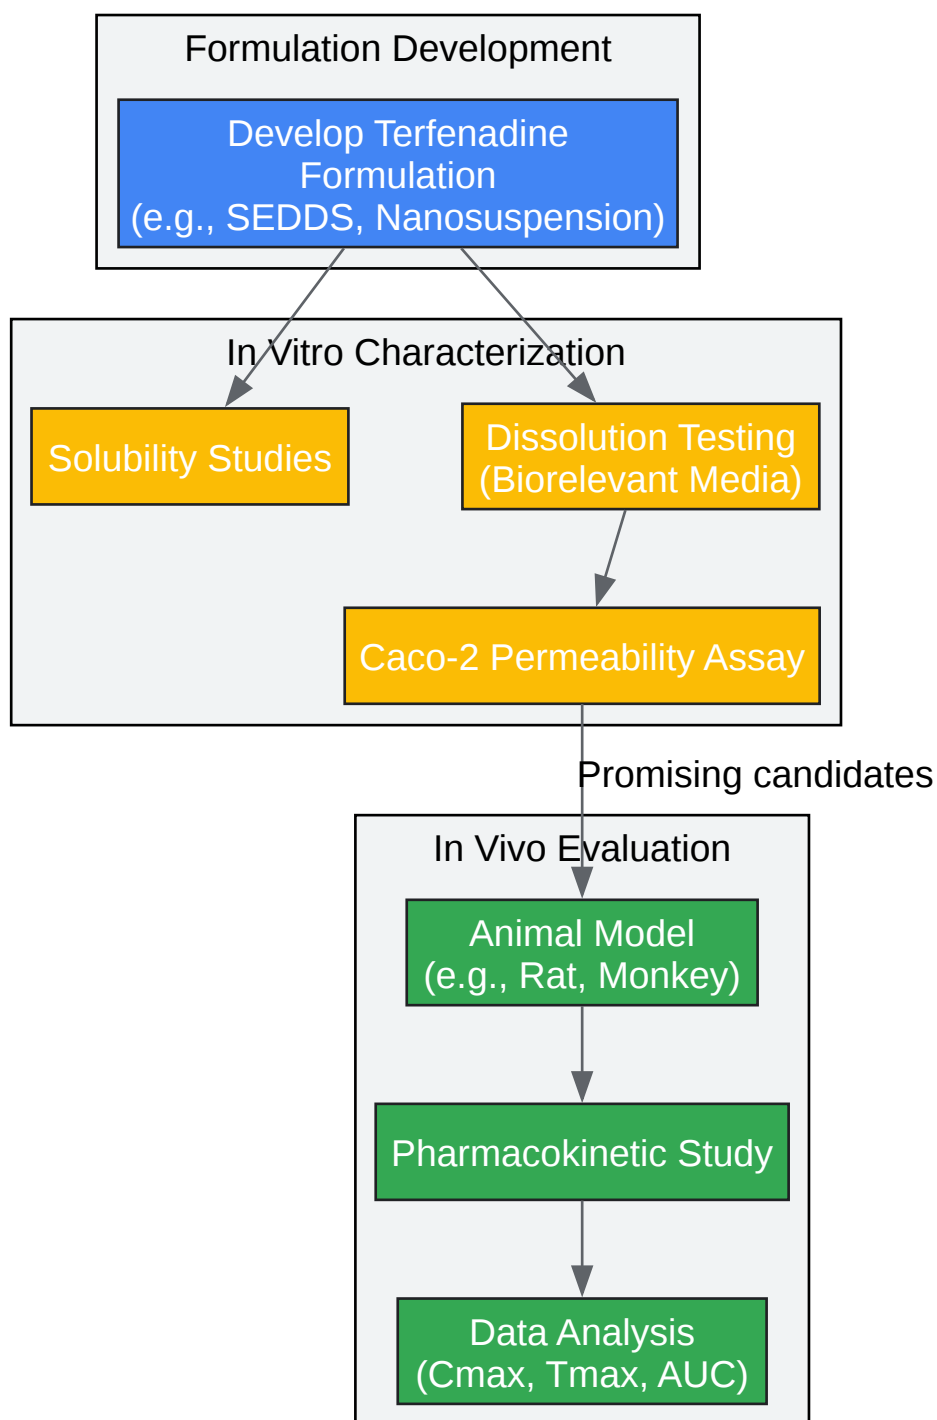 Formulation Development
Develop Terfenadine
Formulation
(e.g., SEDDS, Nanosuspension)
In Vitro Characterization
Solubility Studies
Dissolution Testing
(Biorelevant Media)
Caco-2 Permeability Assay
Promising candidates
In Vivo Evaluation
Animal Model
(e.g., Rat, Monkey)
Pharmacokinetic Study
Data Analysis
(Cmax, Tmax, AUC)